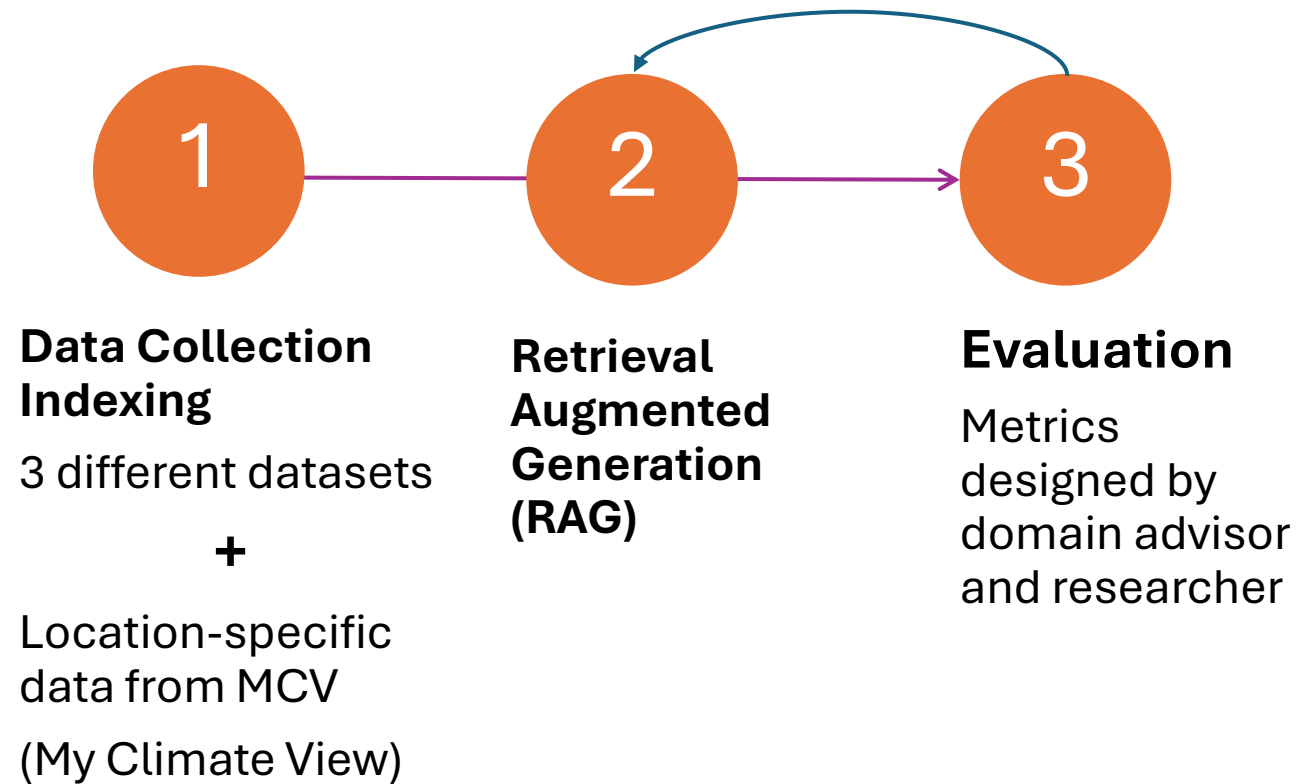 1
2
3
Data Collection
Indexing
3 different datasets
+
Location-specific
data from MCV
(My Climate View)
Retrieval
Augmented
Generation
(RAG)
Evaluation
Metrics
designed by
domain advisor
and researcher